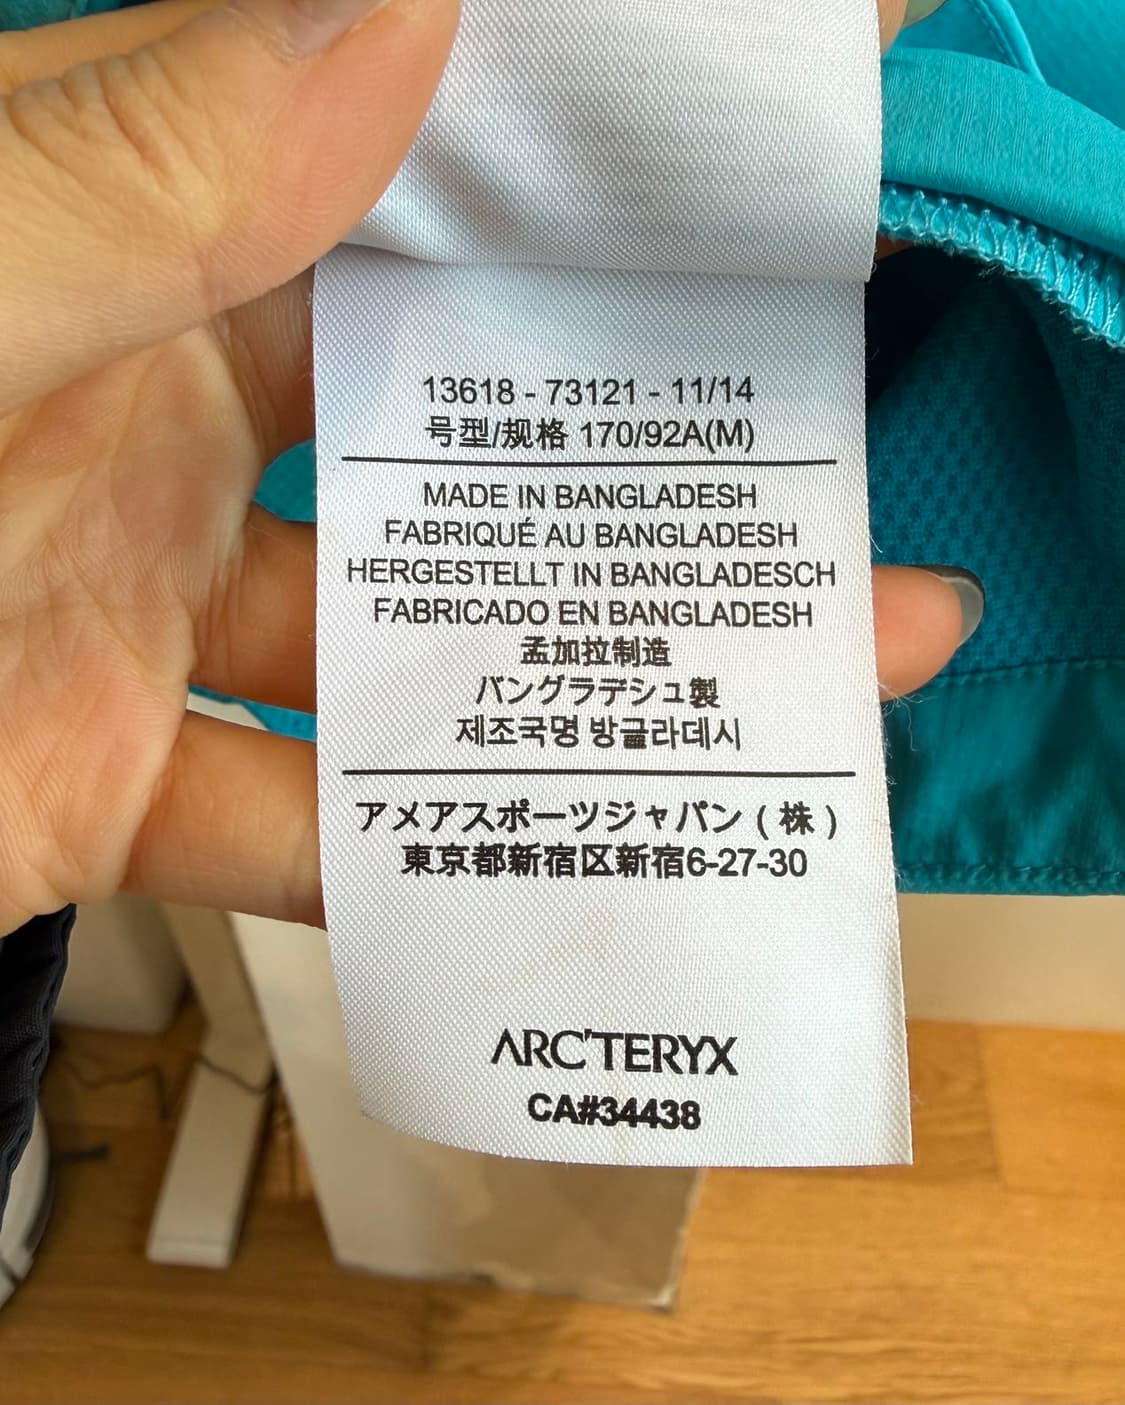 13618 - 73121 - 11/14
号型/规格 170/92A(M)
MADE IN BANGLADESH
FABRIQUÉ AU BANGLADESH
HERGESTELLT IN BANGLADESCH
FABRICADO EN BANGLADESH
孟加拉制造
バングラデシュ製
제조국명 방글라데시
アメアスポーツジャパン ( 株 )
東京都新宿区新宿6-27-30
ARC'TERYX
CA#34438